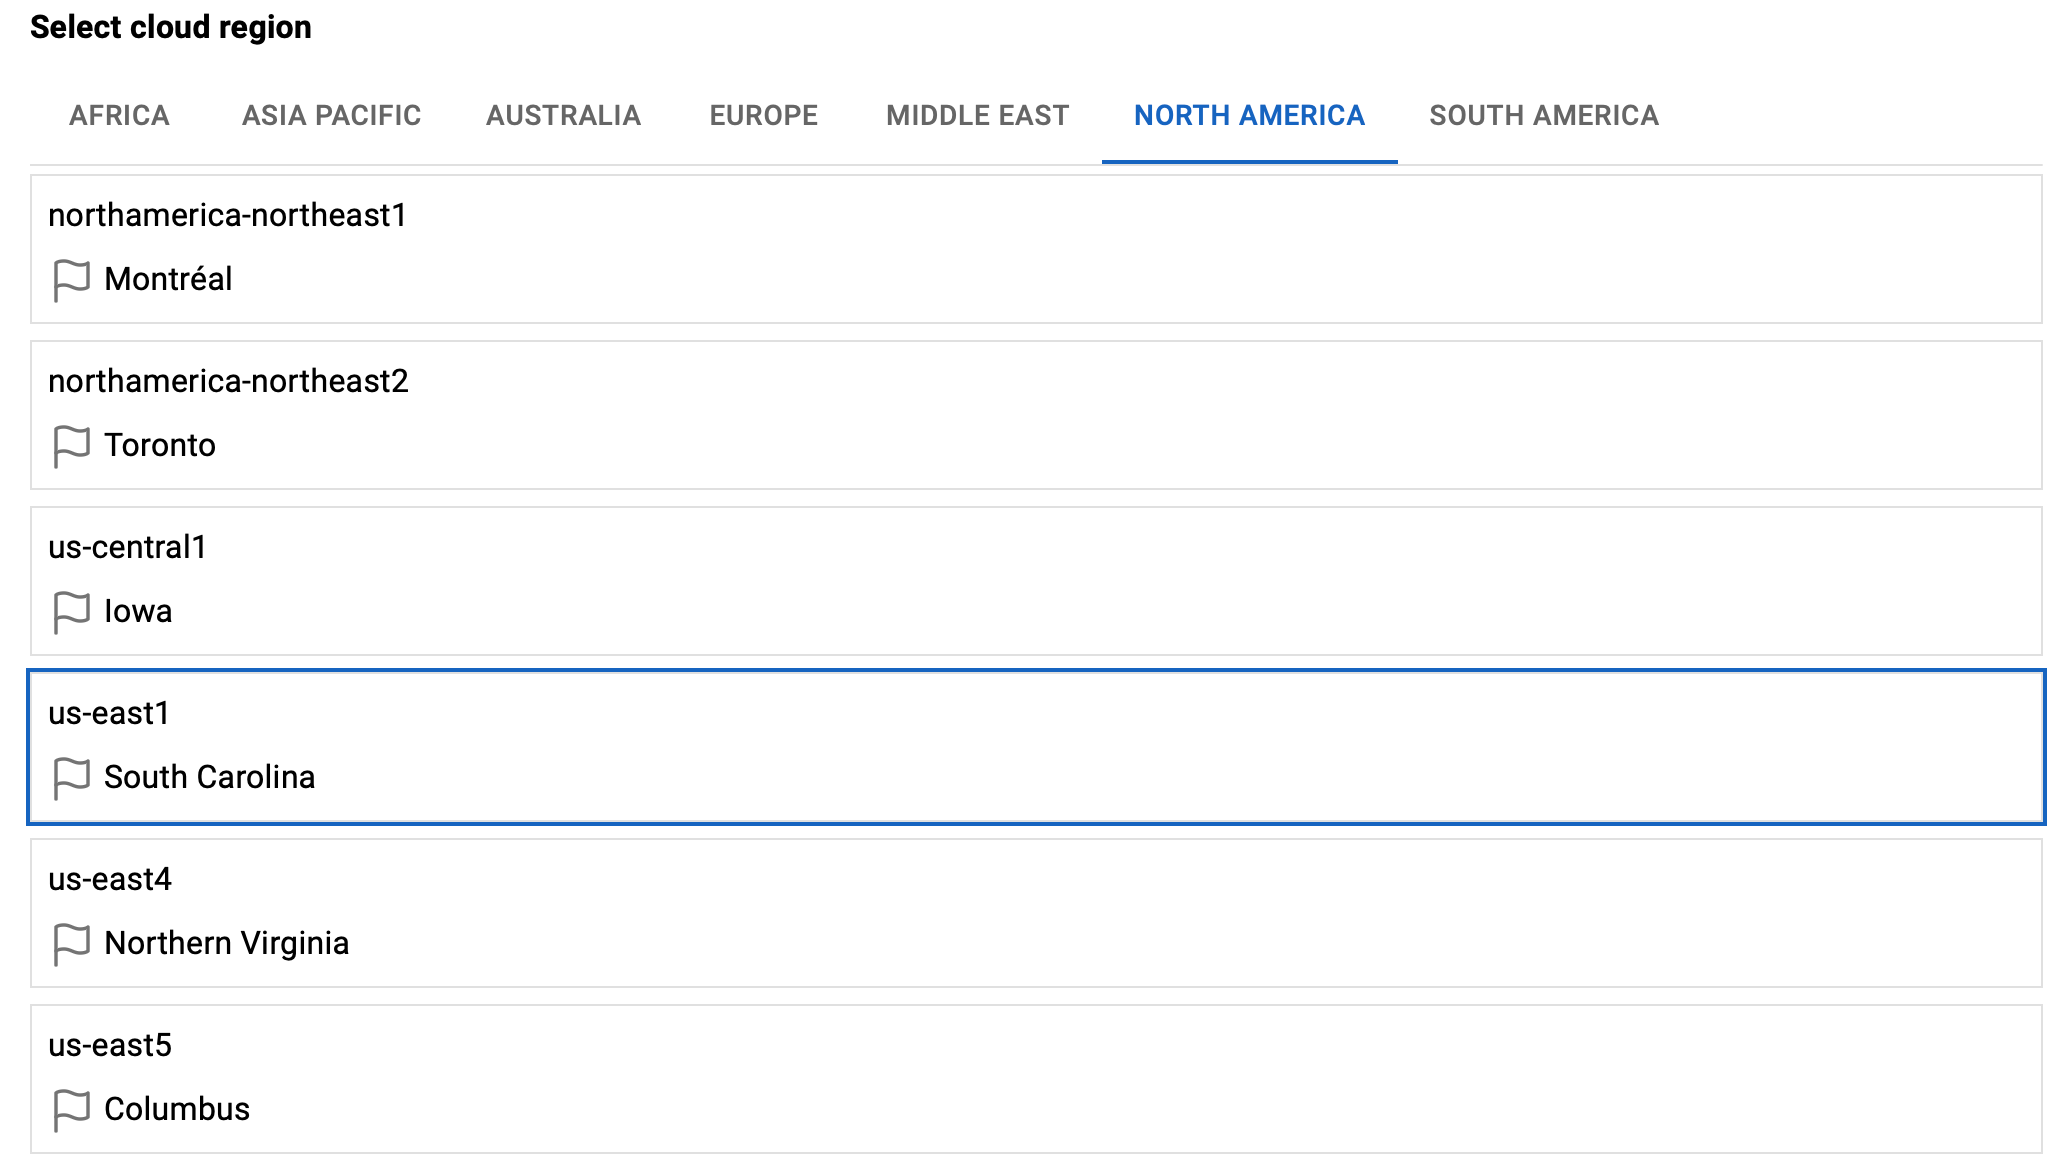 Select cloud region
AFRICA ASIA PACIFIC AUSTRALIA EUROPE MIDDLE EAST NORTH AMERICA SOUTH AMERICA
northamerica-northeast1
Montréal
northamerica-northeast2
Toronto
us-central1
Iowa
us-east1
South Carolina
us-east4
Northern Virginia
us-east5
Columbus